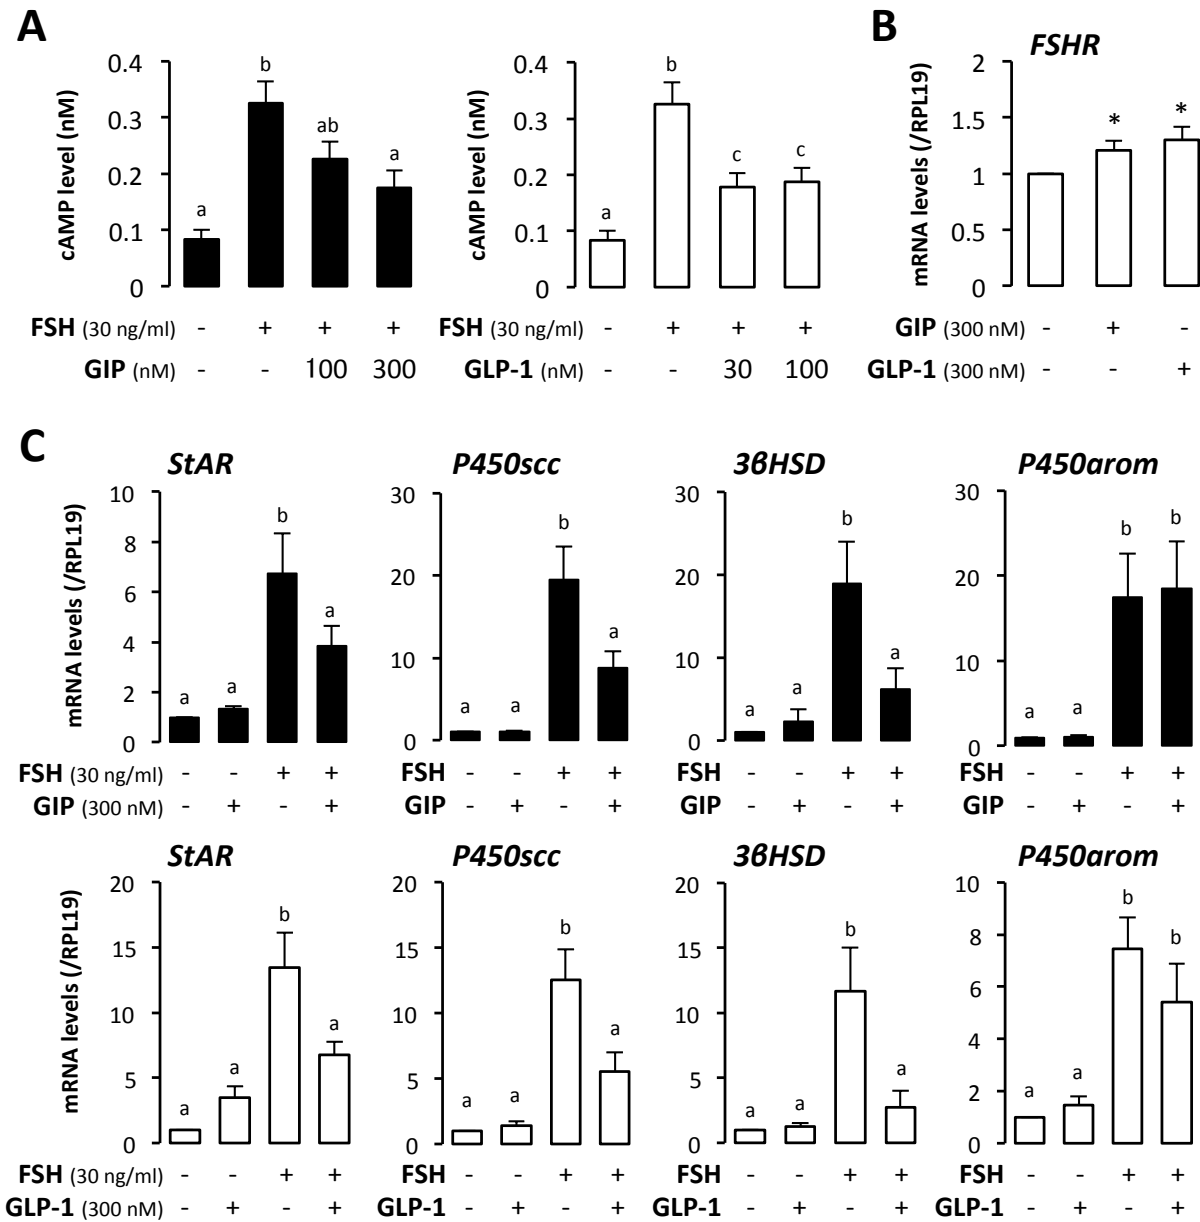 A
0.4
0.3
0.2
0.1
0
cAMP level (nM)
a
b
ab
a
FSH (30 ng/ml) - + + +
GIP (nM) - - 100 300
0.4
0.3
0.2
0.1
0
cAMP level (nM)
a
b
c
c
FSH (30 ng/ml) - + + +
GLP-1 (nM) - - 30 100
B
FSHR
2
1.5
1
0.5
0
mRNA levels (/RPL19)
*
*
GIP (300 nM) - + -
GLP-1 (300 nM) - - +
C
StAR
10
8
6
4
2
0
mRNA levels (/RPL19)
a
a
b
a
FSH (30 ng/ml) - - + +
GIP (300 nM) - + - +
P450scc
30
20
10
0
a
a
b
a
FSH - - + +
GIP - + - +
3ϐHSD
30
20
10
0
a
a
b
a
FSH - - + +
GIP - + - +
P450arom
30
20
10
0
a
a
b
b
FSH - - + +
GIP - + - +
StAR
20
15
10
5
0
mRNA levels (/RPL19)
a
a
b
a
FSH (30 ng/ml) - - + +
GLP-1 (300 nM) - + - +
P450scc
20
15
10
5
0
a
a
b
a
FSH - - + +
GLP-1 - + - +
3ϐHSD
20
15
10
5
0
a
a
b
a
FSH - - + +
GLP-1 - + - +
P450arom
10
8
6
4
2
0
a
a
b
b
FSH - - + +
GLP-1 - + - +